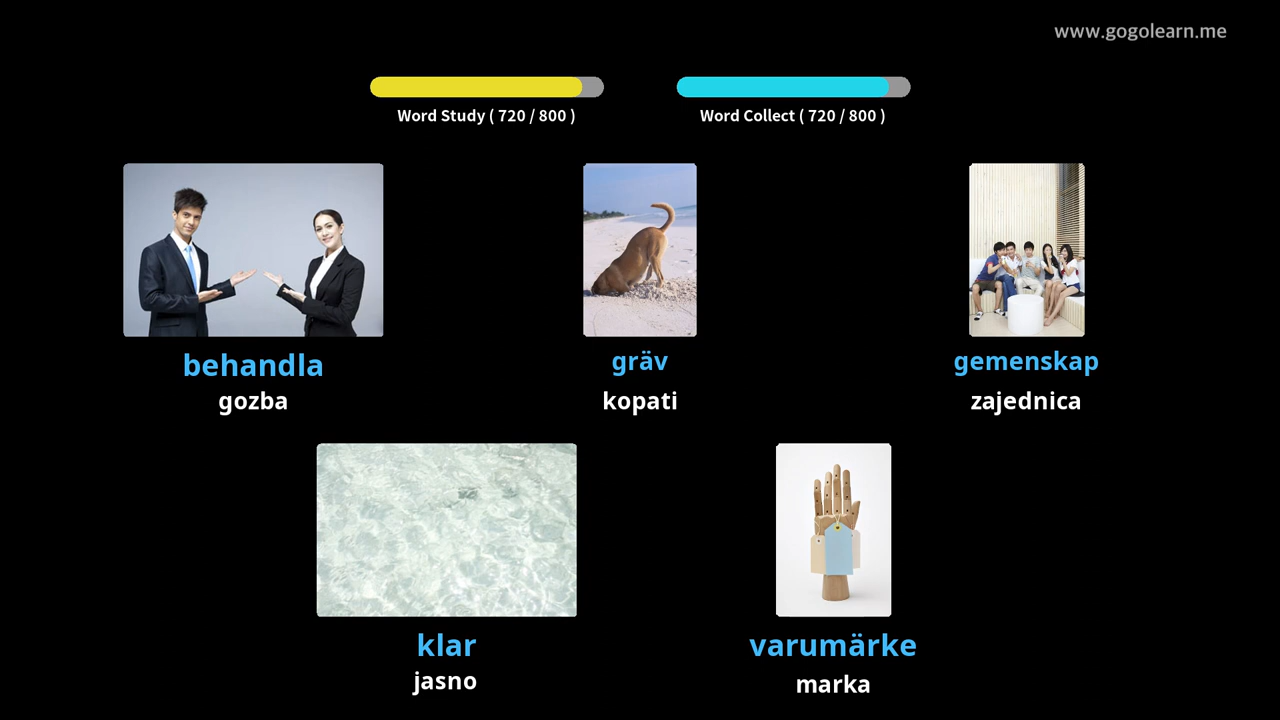 www.gogolearn.me
Word Study ( 720 / 800 )
Word Collect ( 720 / 800 )
behandla
gozba
gräv
kopati
gemenskap
zajednica
klar
jasno
varumärke
marka